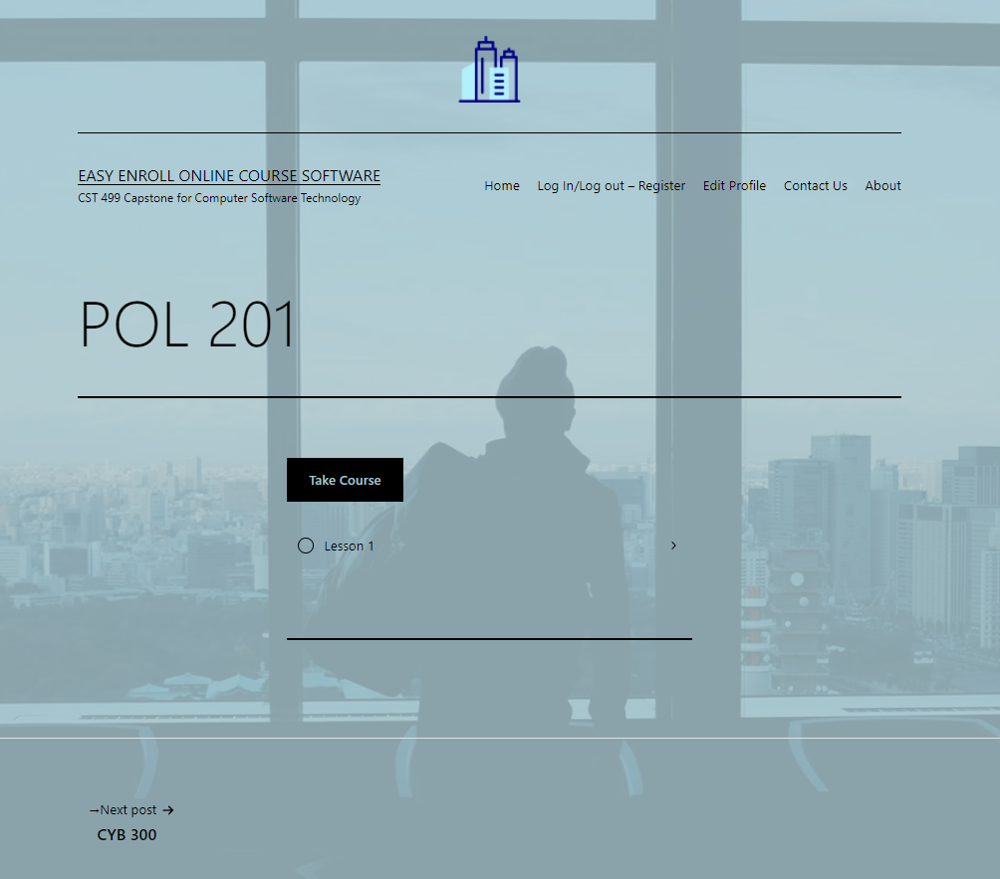 EASY ENROLL ONLINE COURSE SOFTWARE
CST 499 Capstone for Computer Software Technology
Home Log In/Log out – Register Edit Profile Contact Us About
POL 201
Take Course
Lesson 1
→Next post →
CYB 300